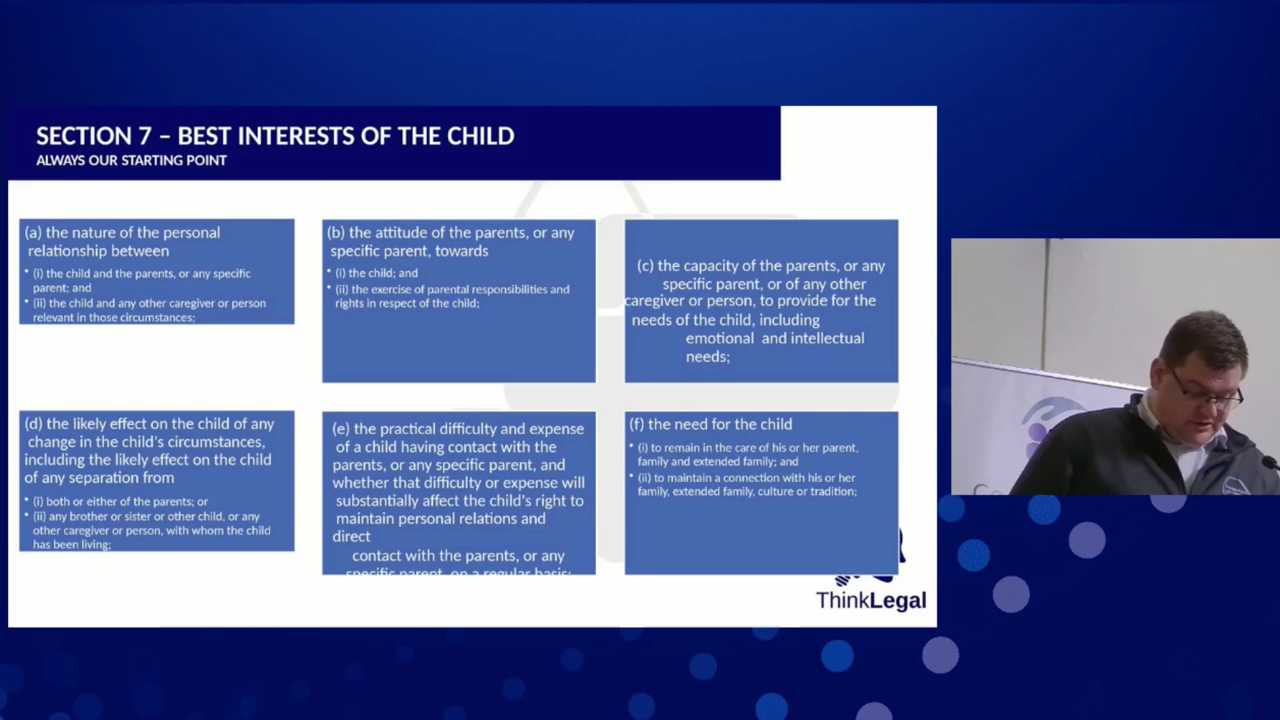 SECTION 7 – BEST INTERESTS OF THE CHILD
ALWAYS OUR STARTING POINT
(a) the nature of the personal
relationship between
• (i) the child and the parents, or any specific
parent; and
• (ii) the child and any other caregiver or person
relevant in those circumstances;
(b) the attitude of the parents, or any
specific parent, towards
• (i) the child; and
• (ii) the exercise of parental responsibilities and
rights in respect of the child;
(c) the capacity of the parents, or any
specific parent, or of any other
caregiver or person, to provide for the
needs of the child, including
emotional and intellectual
needs;
(d) the likely effect on the child of any
change in the child's circumstances,
including the likely effect on the child
of any separation from
• (i) both or either of the parents; or
• (ii) any brother or sister or other child, or any
other caregiver or person, with whom the child
has been living;
(e) the practical difficulty and expense
of a child having contact with the
parents, or any specific parent, and
whether that difficulty or expense will
substantially affect the child's right to
maintain personal relations and
direct
contact with the parents, or any
specific parent, on a regular basis;
(f) the need for the child
• (i) to remain in the care of his or her parent,
family and extended family; and
• (ii) to maintain a connection with his or her
family, extended family, culture or tradition;
ThinkLegal